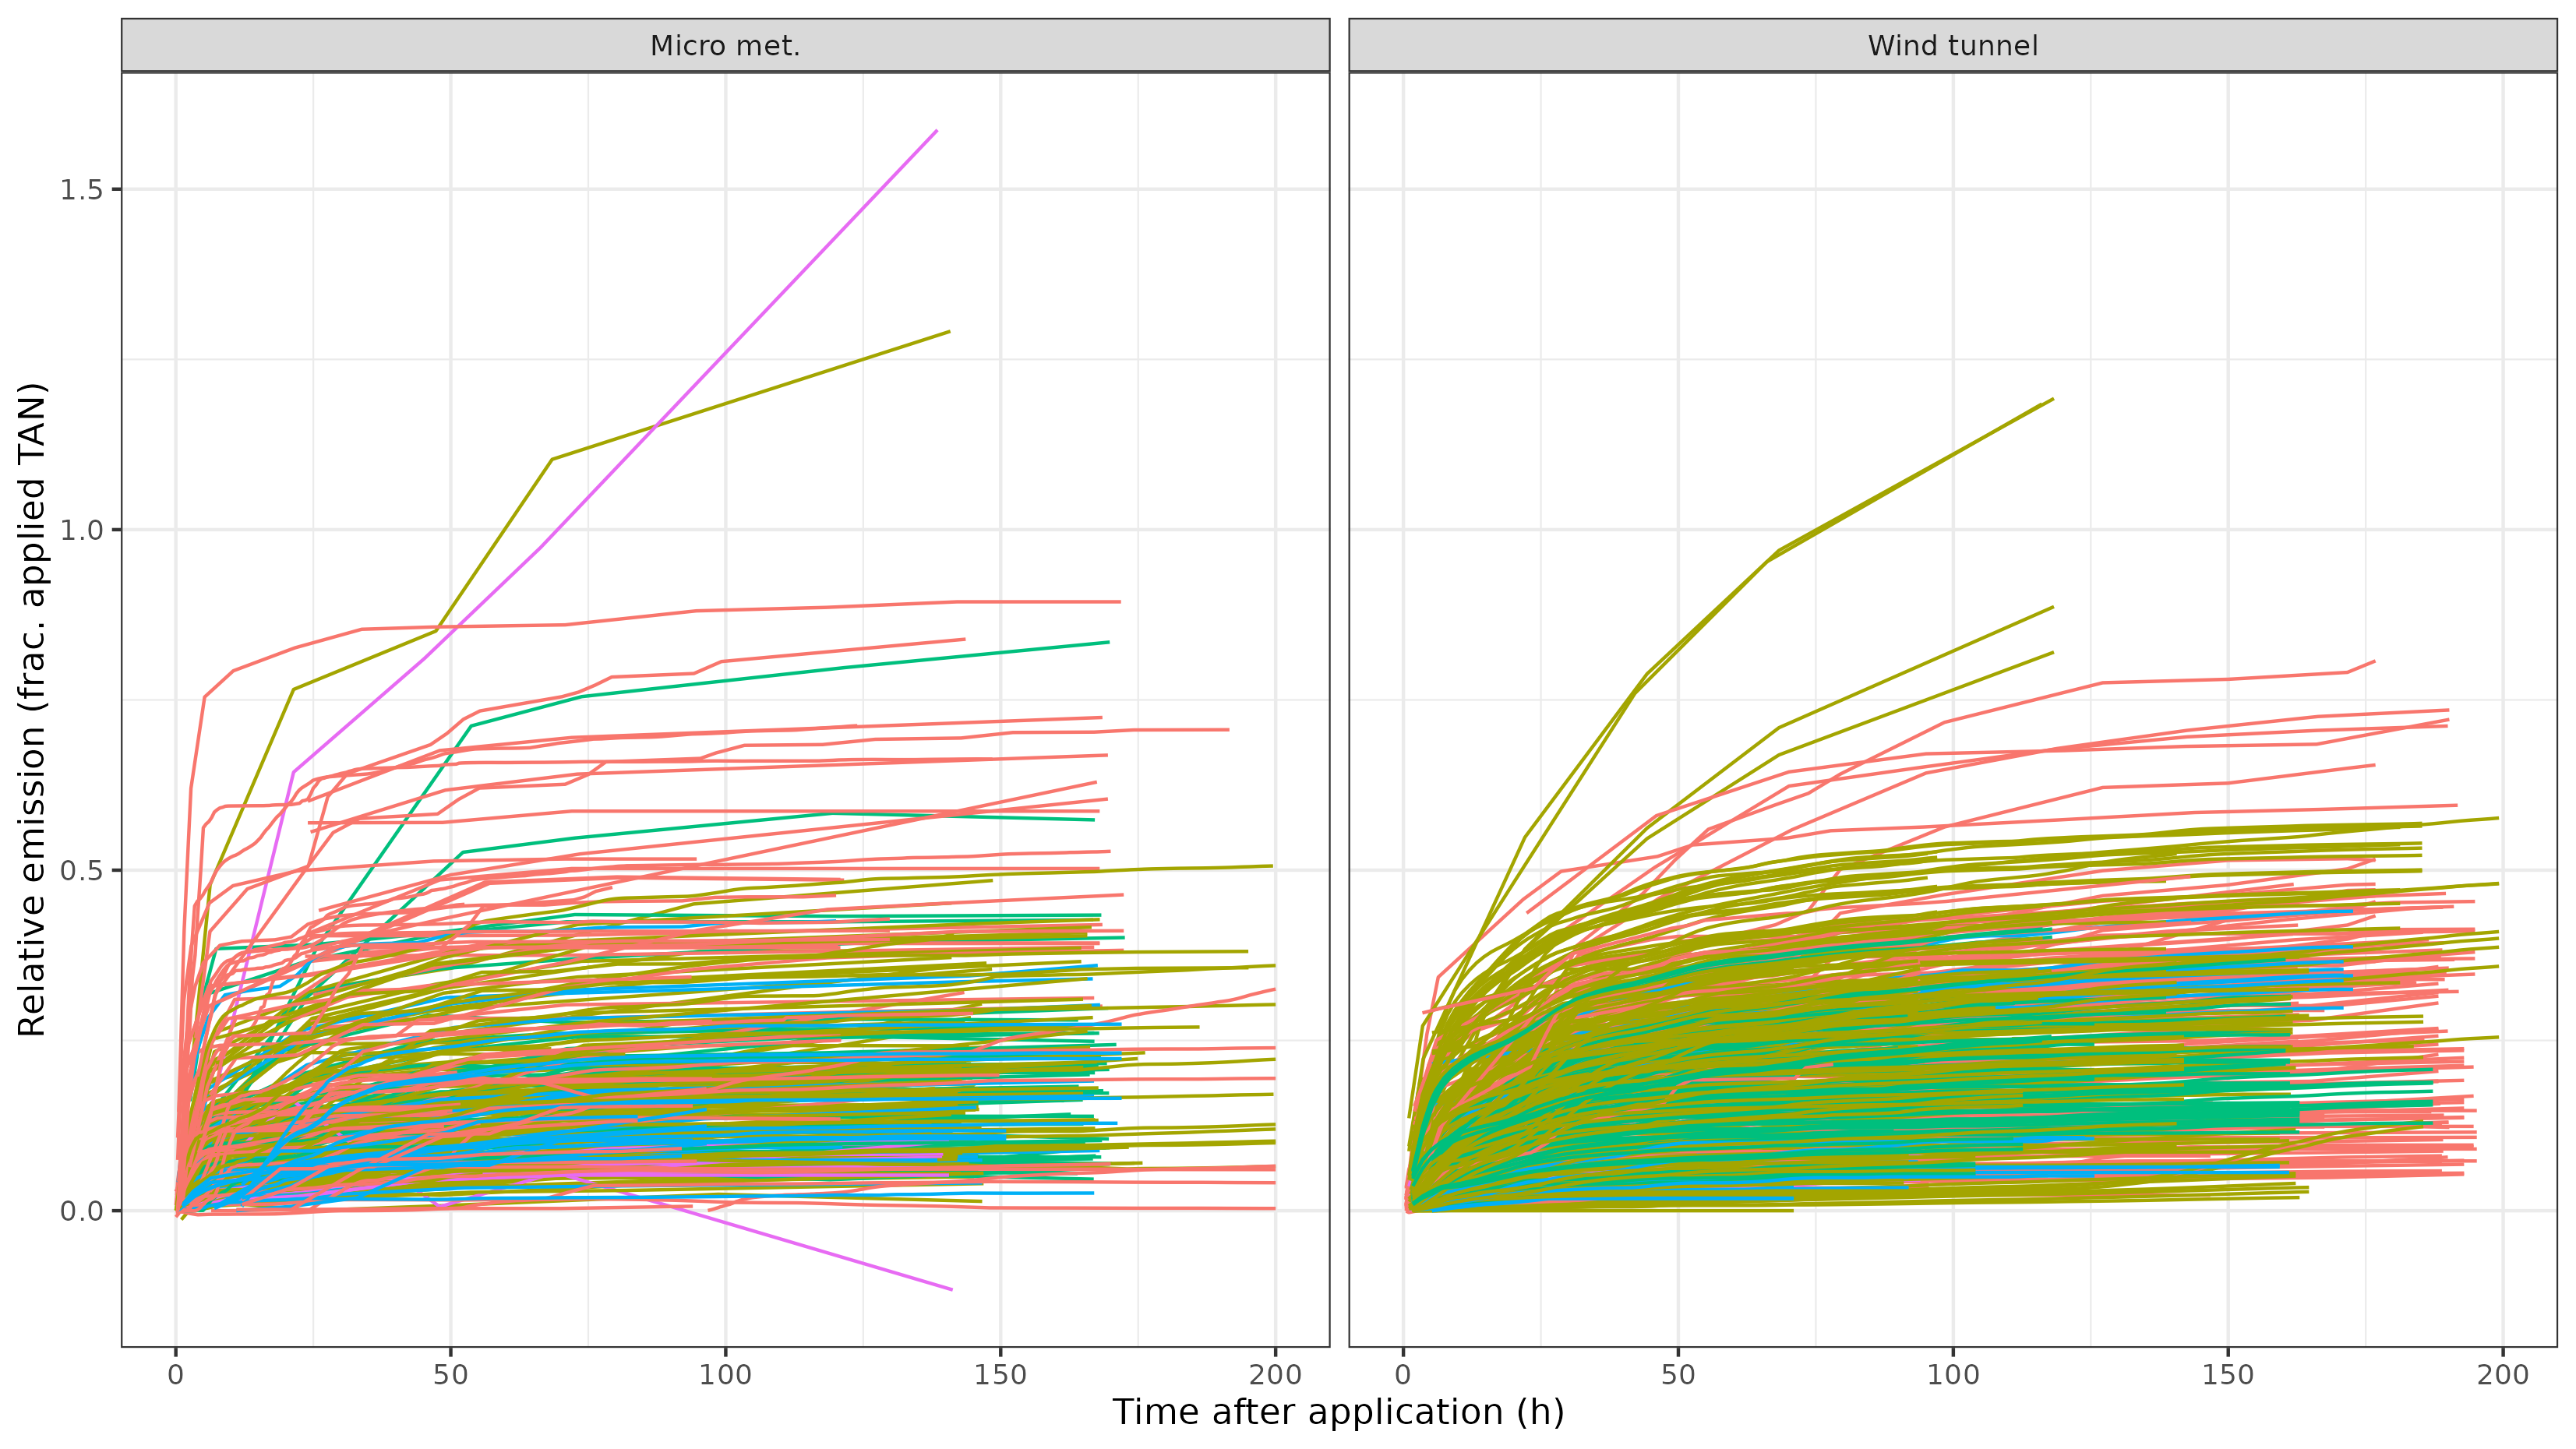 Micro met.
Wind tunnel
Relative emission (frac. applied TAN)
1.5
1.0
0.5
0.0
0 50 100 150 200
0 50 100 150 200
Time after application (h)